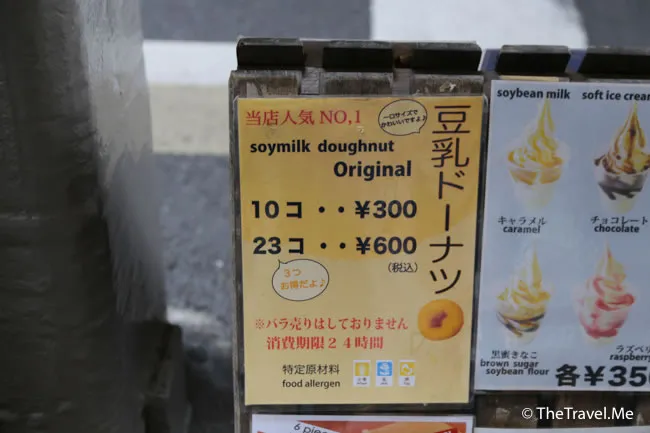 当店人気NO,1
一口サイズで
かわいいですよ♪
豆乳ドーナツ
soymilk doughnut
Original
10コ・・¥300
23コ・・¥600
(税込)
3つ
お得だよ♪
※バラ売りはしておりません
消費期限24時間
特定原材料
food allergen
soybean milk soft ice cream
キャラメル
caramel
チョコレート
chocolate
黒蜜きなこ
brown sugar
soybean flour
ラズベリ
raspberry
各¥350
6 piec
©TheTravel.Me